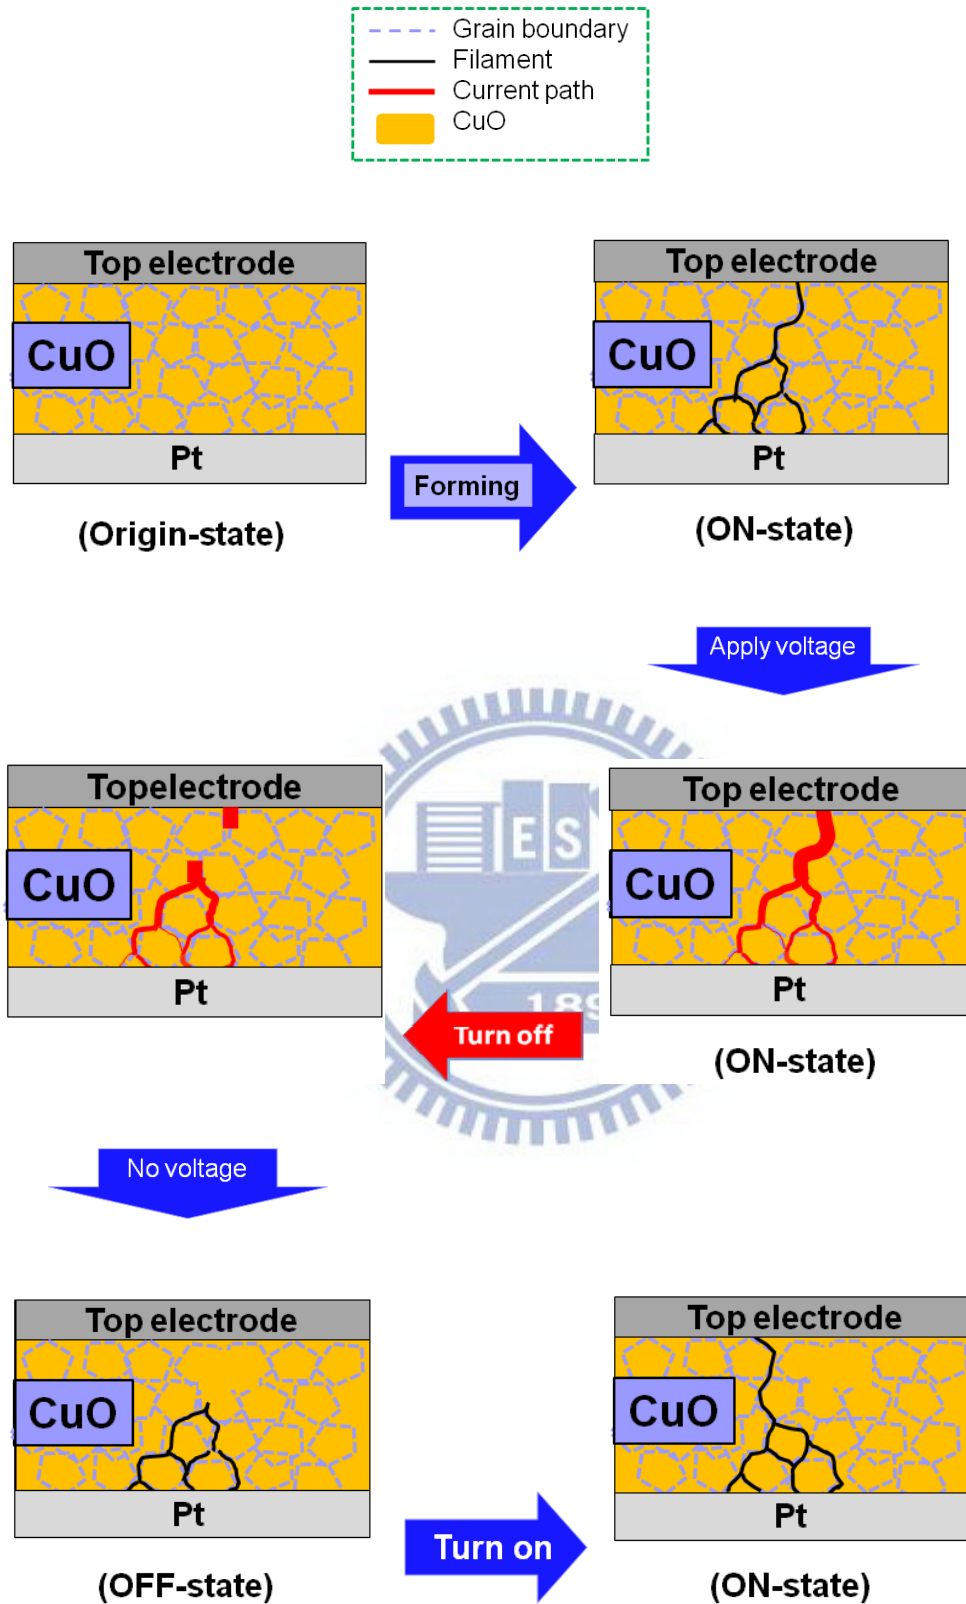 Grain boundary
Filament
Current path
CuO
Top electrode
CuO
Pt
(Origin-state)
Forming
Top electrode
CuO
Pt
(ON-state)
Apply voltage
Topelectrode
CuO
Pt
ES
189
Turn off
Top electrode
CuO
Pt
(ON-state)
No voltage
Top electrode
CuO
Pt
(OFF-state)
Turn on
Top electrode
CuO
Pt
(ON-state)